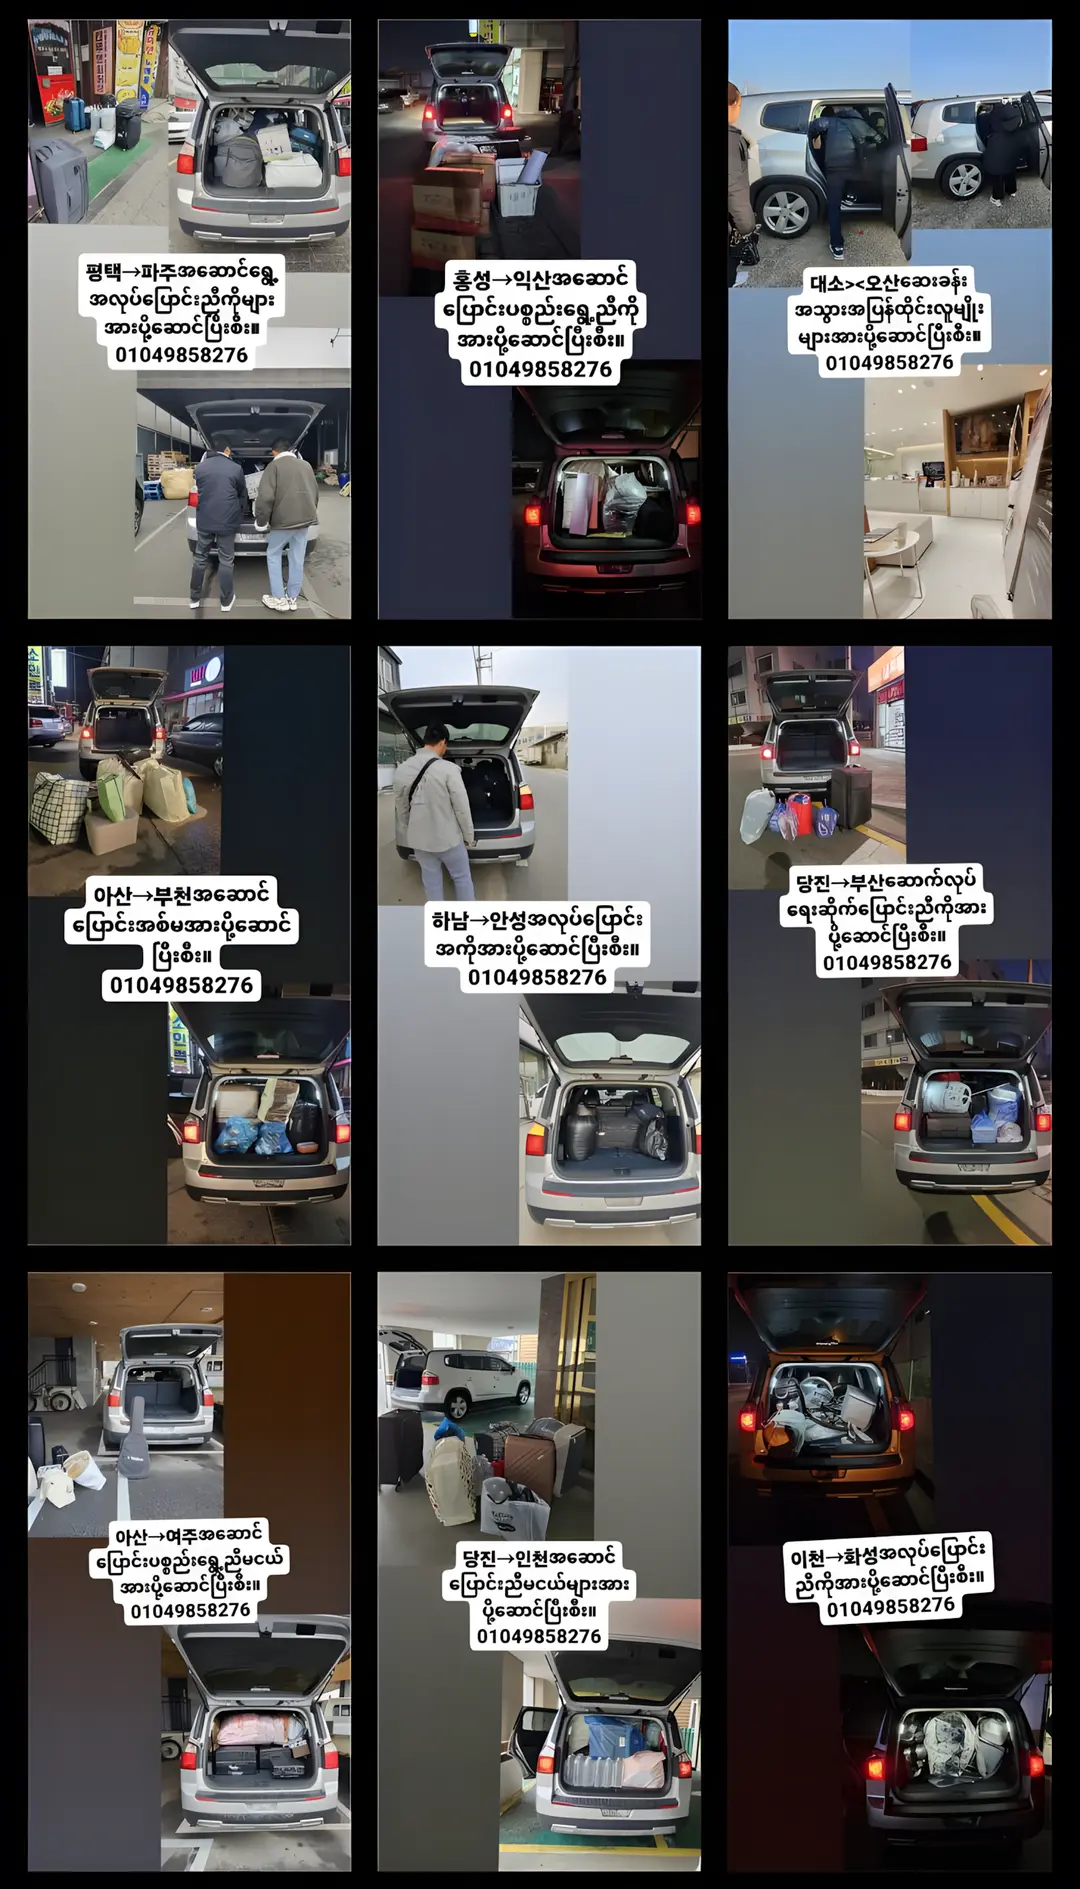 평택→파주အဆောင်ရွေ့
အလုပ်ပြောင်းညီကိုများ
အားပို့ဆောင်ပြီးစီး။
01049858276
홍성→익산အဆောင်
ပြောင်းပစ္စည်းရွေ့ညီကို
အားပို့ဆောင်ပြီးစီး။
01049858276
대소><오산ဆေးခန်း
အသွားအပြန်ထိုင်းလူမျိုး
များအားပို့ဆောင်ပြီးစီး။
01049858276
아산→부천အဆောင်
ပြောင်းအစ်မအားပို့ဆောင်
ပြီးစီး။
01049858276
하남→안성အလုပ်ပြောင်း
အကိုအားပို့ဆောင်ပြီးစီး။
01049858276
당진→부산ဆောက်လုပ်
ရေးဆိုက်ပြောင်းညီကိုအား
ပို့ဆောင်ပြီးစီး။
01049858276
아산→여주အဆောင်
ပြောင်းပစ္စည်းရွေ့ညီမငယ်
အားပို့ဆောင်ပြီးစီး။
01049858276
당진→인천အဆောင်
ပြောင်းညီမငယ်များအား
ပို့ဆောင်ပြီးစီး။
01049858276
이천→화성အလုပ်ပြောင်း
ညီကိုအားပို့ဆောင်ပြီးစီး။
01049858276